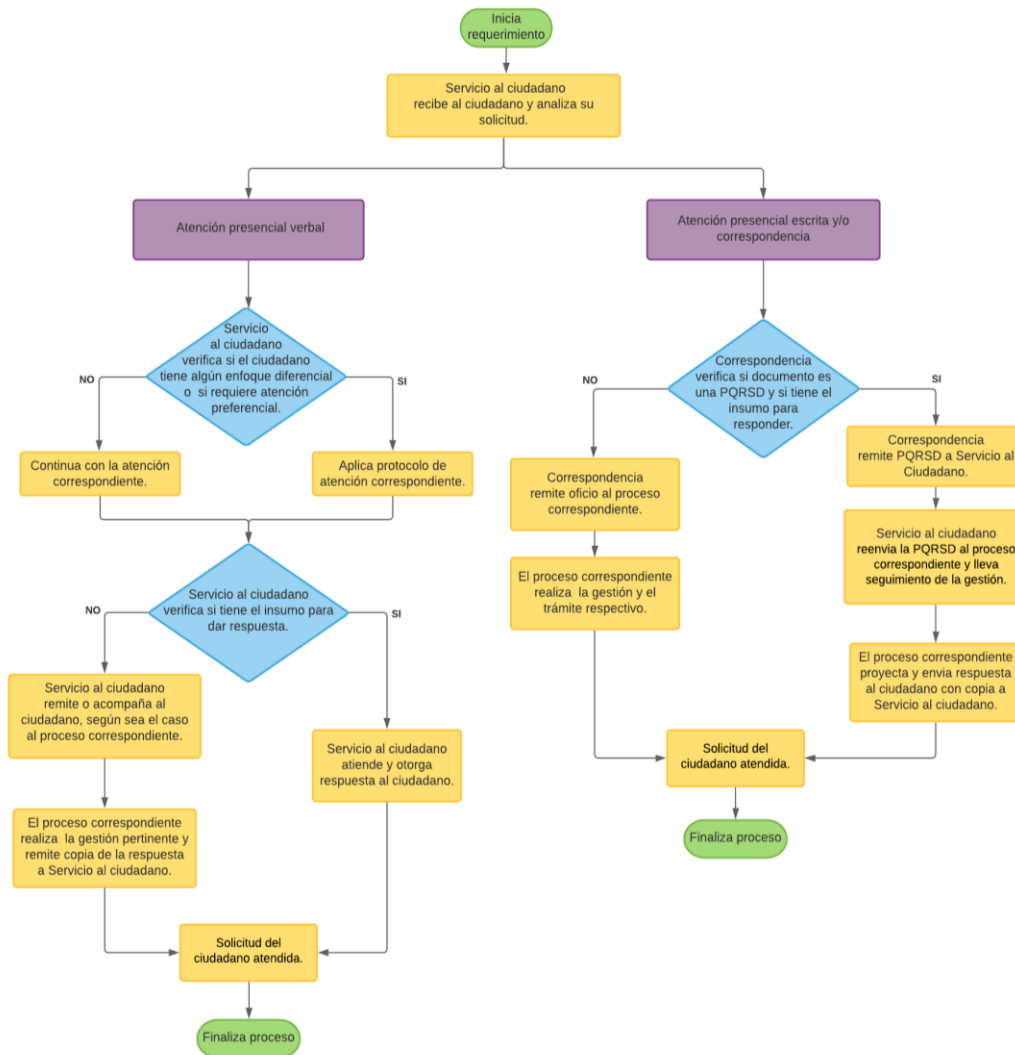 Inicia
requerimiento
Servicio al ciudadano
recibe al ciudadano y analiza su
solicitud.
Atención presencial verbal
Servicio
al ciudadano
verifica si el ciudadano
tiene algún enfoque diferencial
o si requiere atención
preferencial.
NO
SI
Continua con la atención
correspondiente.
Aplica protocolo de
atención correspondiente.
Servicio al ciudadano
verifica si tiene el insumo para
dar respuesta.
NO
SI
Servicio al ciudadano
remite o acompaña al
ciudadano, según sea el caso
al proceso correspondiente.
Servicio al ciudadano
atiende y otorga
respuesta al ciudadano.
El proceso correspondiente
realiza la gestión pertinente y
remite copia de la respuesta
a Servicio al ciudadano.
Solicitud del
ciudadano atendida.
Finaliza proceso
Atención presencial escrita y/o
correspondencia
Correspondencia
verifica si documento es
una PQRSD y si tiene el
insumo para
responder.
NO
SI
Correspondencia
remite oficio al proceso
correspondiente.
El proceso correspondiente
realiza la gestión y el
trámite respectivo.
Correspondencia
remite PQRSD a Servicio al
Ciudadano.
Servicio al ciudadano
reenvia la PQRSD al proceso
correspondiente y lleva
seguimiento de la gestión.
El proceso correspondiente
proyecta y envia respuesta
al ciudadano con copia a
Servicio al ciudadano.
Solicitud del
ciudadano atendida.
Finaliza proceso